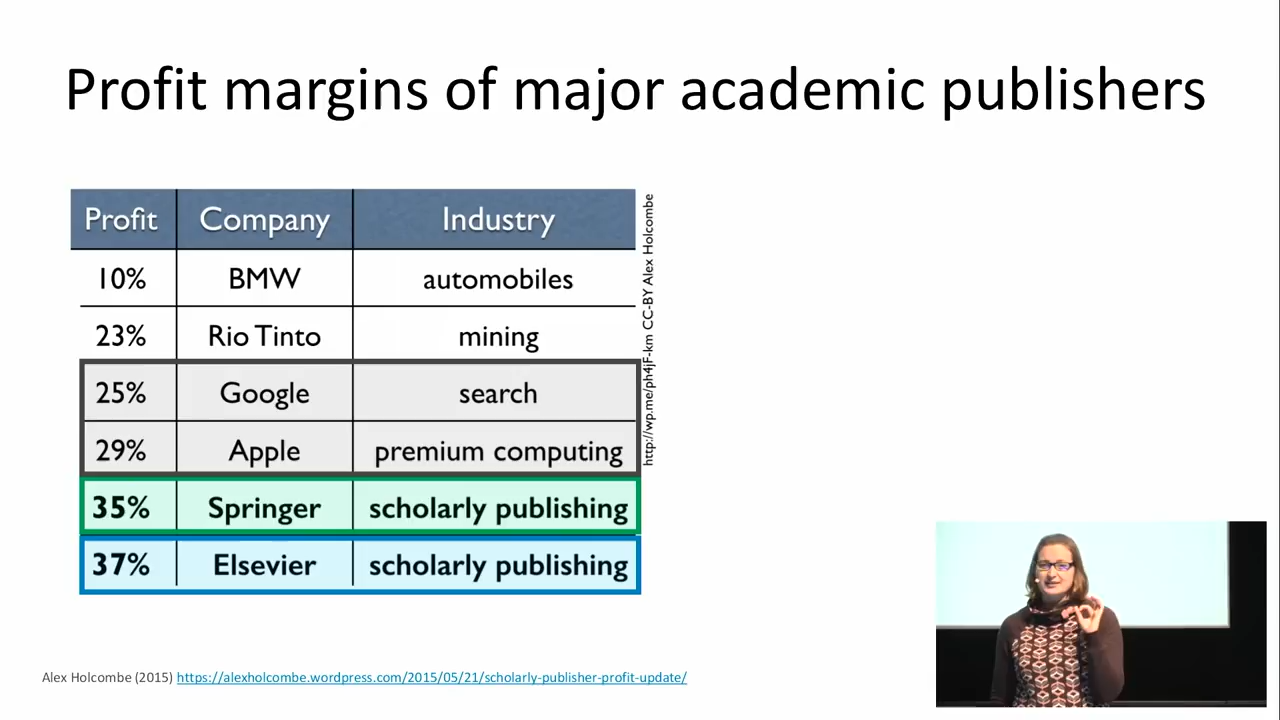 Profit margins of major academic publishers
Profit Company Industry
10% BMW automobiles
23% Rio Tinto mining
25% Google search
29% Apple premium computing
35% Springer scholarly publishing
37% Elsevier scholarly publishing
http://wp.me/ph4jF-km CC-BY Alex Holcombe
Alex Holcombe (2015) https://alexholcombe.wordpress.com/2015/05/21/scholarly-publisher-profit-update/